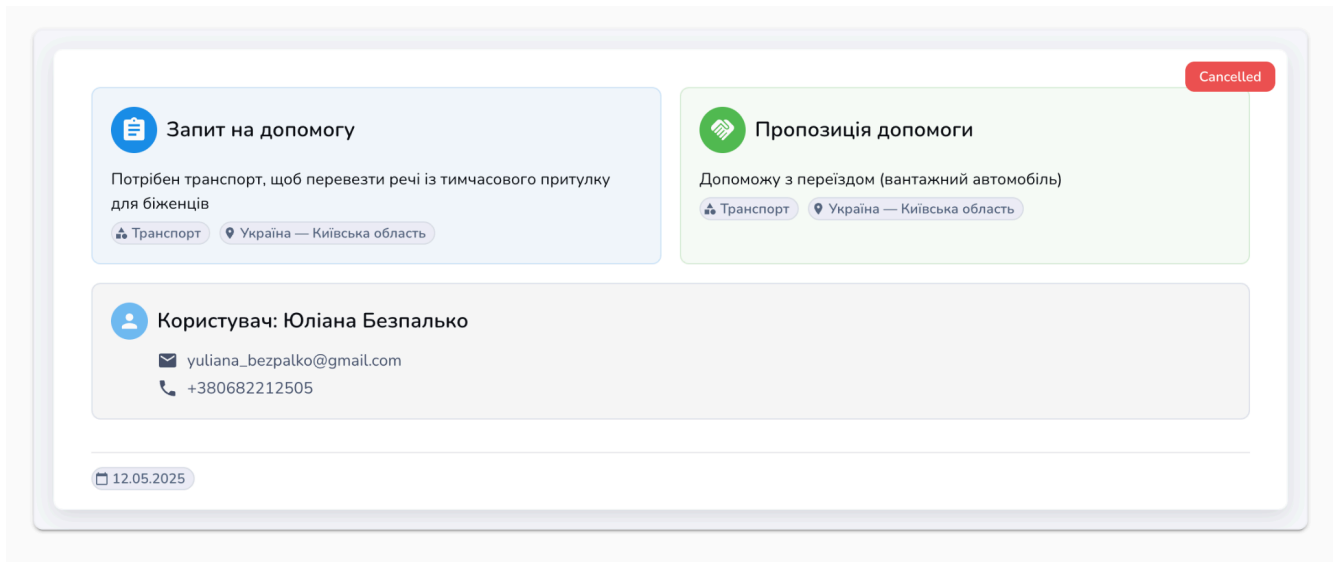 Cancelled
Запит на допомогу
Потрібен транспорт, щоб перевезти речі із тимчасового притулку
для біженців
Транспорт
Україна — Київська область
Пропозиція допомоги
Допоможу з переїздом (вантажний автомобіль)
Транспорт
Україна — Київська область
Користувач: Юліана Безпалько
yuliana_bezpalko@gmail.com
+380682212505
12.05.2025